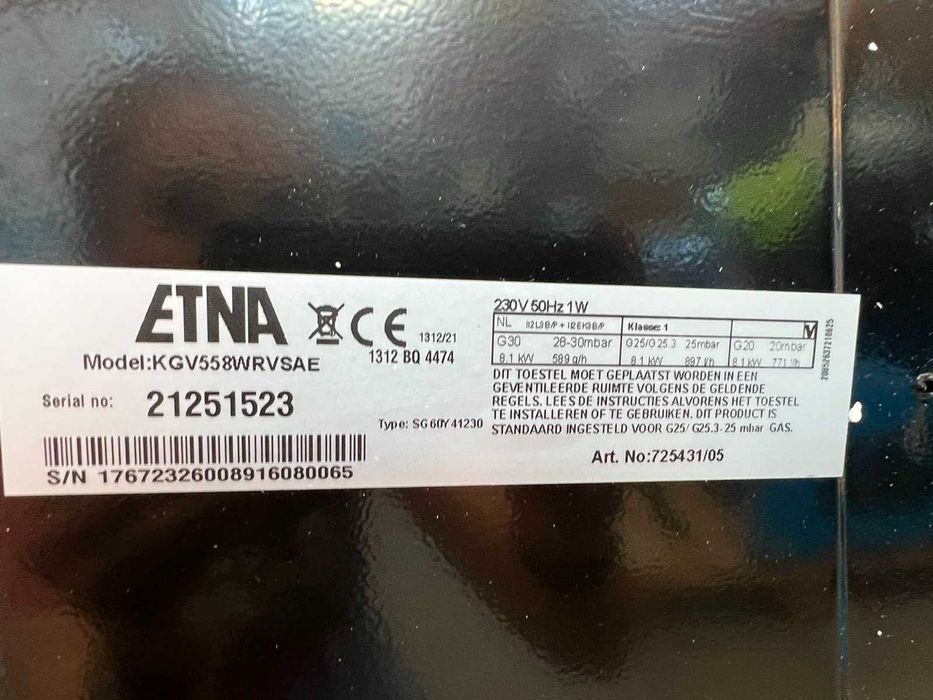 ETNA
1312/21
1312 BQ 4474
Model:KGV558WRVSAE
Serial no: 21251523
Type: SG60Y41230
S/N 17672326008916080065
230V 50Hz 1W
NL II2L3B/P + II2EK3B/P Klasse: 1
G30 28-30mbar G25/G25.3 25mbar G20 20mbar
8.1 kW 589 g/h 8.1 kW 897 l/h 8.1 kW 771 l/h
DIT TOESTEL MOET GEPLAATST WORDEN IN EEN
GEVENTILEERDE RUIMTE VOLGENS DE GELDENDE
REGELS. LEES DE INSTRUCTIES ALVORENS HET TOESTEL
TE INSTALLEREN OF TE GEBRUIKEN. DIT PRODUCT IS
STANDAARD INGESTELD VOOR G25/ G25.3-25 mbar GAS.
Art. No:725431/05